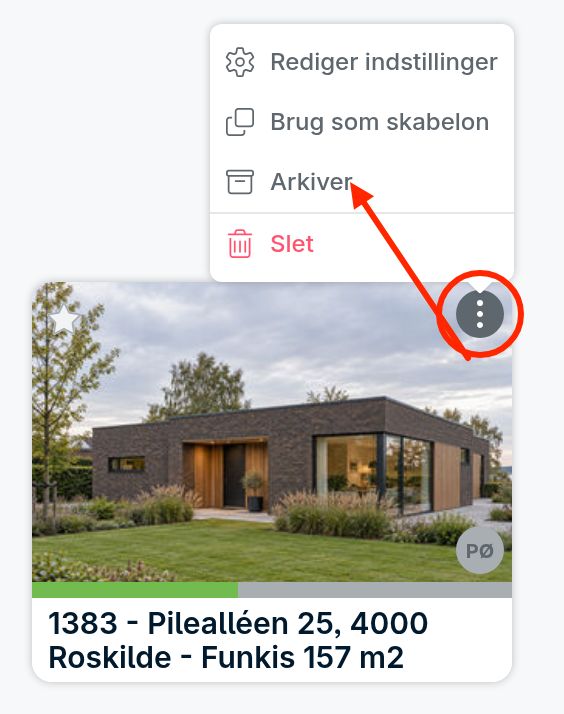 Rediger indstillinger
Brug som skabelon
Arkiver
Slet
PØ
1383 - Pilealléen 25, 4000
Roskilde - Funkis 157 m2